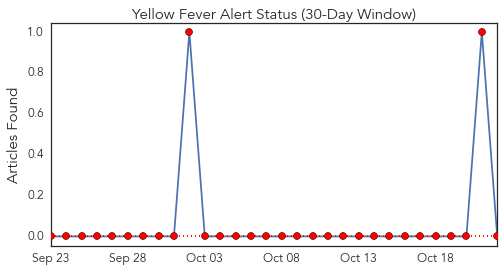 Yellow Fever Alert Status (30-Day Window)
Articles Found
1.0
0.8
0.6
0.4
0.2
0.0
Sep 23 Sep 28 Oct 03 Oct 08 Oct 13 Oct 18